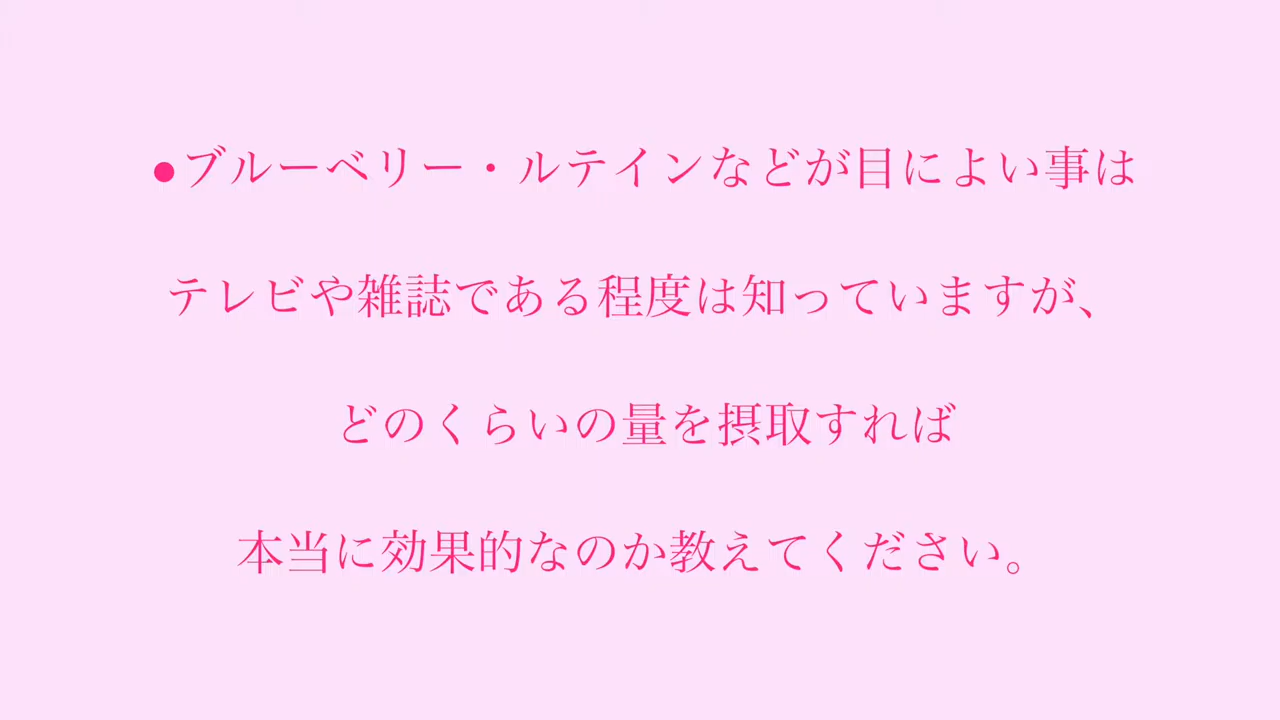 ●ブルーベリー・ルテインなどが目によい事は
テレビや雑誌である程度は知っていますが、
どのくらいの量を摂取すれば
本当に効果的なのか教えてください。